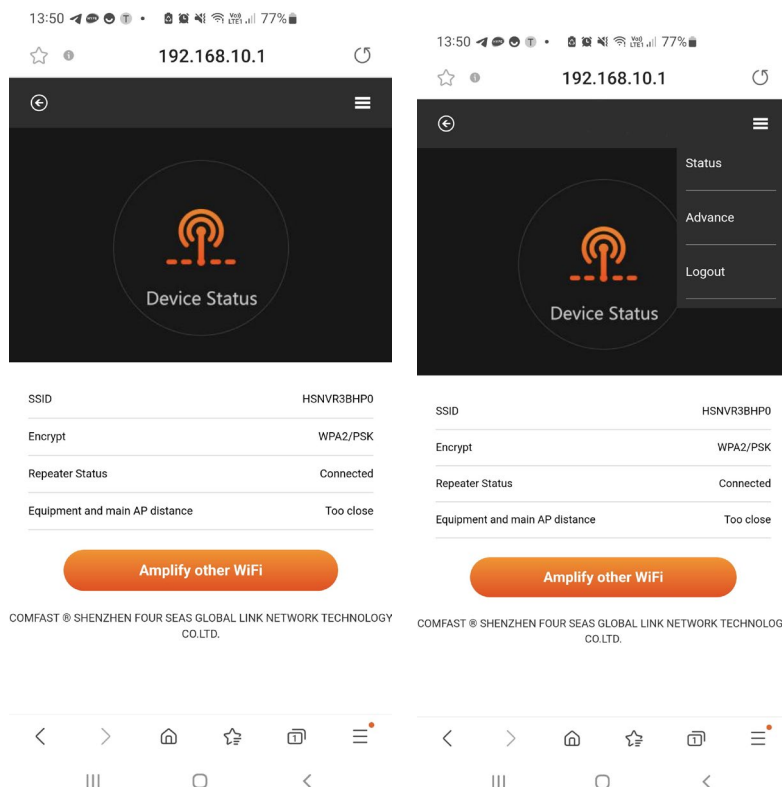 13:50
77%
192.168.10.1
Device Status
SSID HSNVR3BHP0
Encrypt WPA2/PSK
Repeater Status Connected
Equipment and main AP distance Too close
Amplify other WiFi
COMFAST ® SHENZHEN FOUR SEAS GLOBAL LINK NETWORK TECHNOLOGY
CO.LTD.
1
13:50
77%
192.168.10.1
Status
Advance
Logout
Device Status
SSID HSNVR3BHP0
Encrypt WPA2/PSK
Repeater Status Connected
Equipment and main AP distance Too close
Amplify other WiFi
COMFAST ® SHENZHEN FOUR SEAS GLOBAL LINK NETWORK TECHNOLOG
CO.LTD.
1